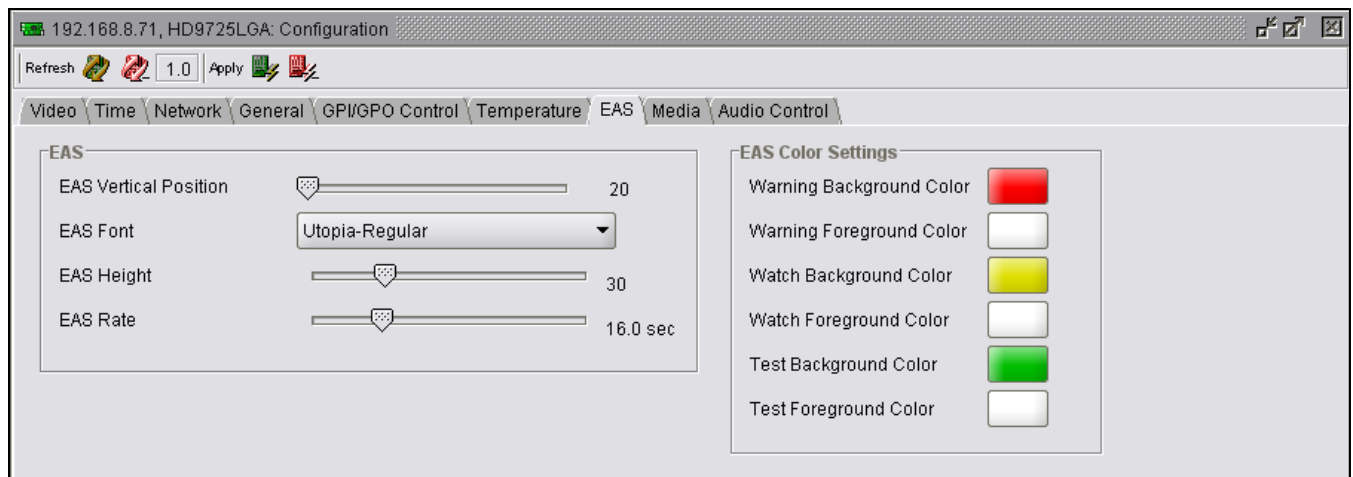 192.168.8.71, HD9725LGA: Configuration
Refresh 1.0 Apply
Video Time Network General GPI/GPO Control Temperature EAS Media Audio Control
EAS
EAS Vertical Position 20
EAS Font Utopia-Regular
EAS Height 30
EAS Rate 16.0 sec
EAS Color Settings
Warning Background Color
Warning Foreground Color
Watch Background Color
Watch Foreground Color
Test Background Color
Test Foreground Color